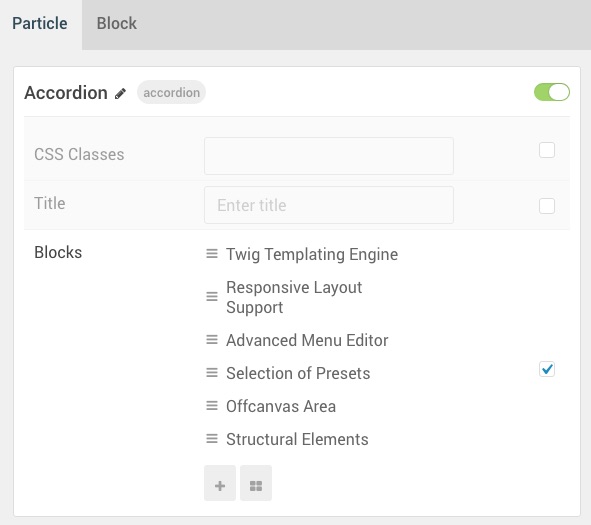 Particle Block
Accordion accordion
CSS Classes
Title Enter title
Blocks Twig Templating Engine
Responsive Layout
Support
Advanced Menu Editor
Selection of Presets
Offcanvas Area
Structural Elements